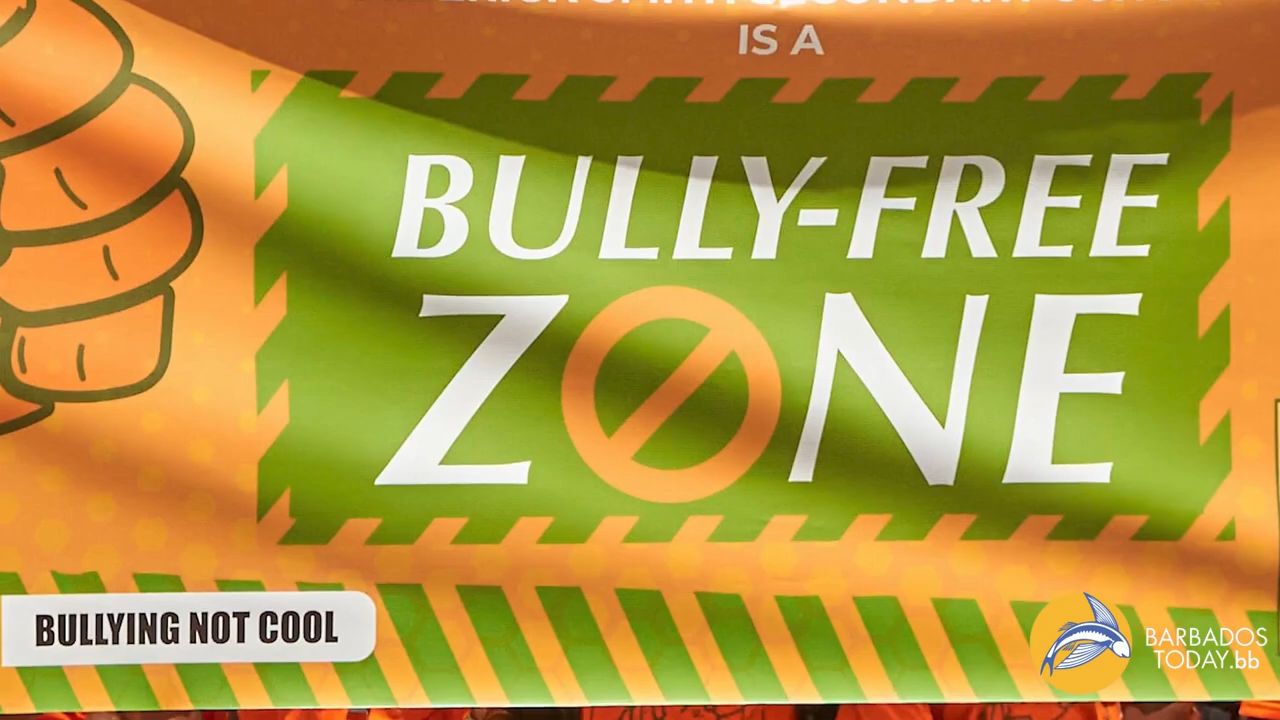 IS A
BULLY-FREE
ZONE
BULLYING NOT COOL
BARBADOS
TODAY.bb